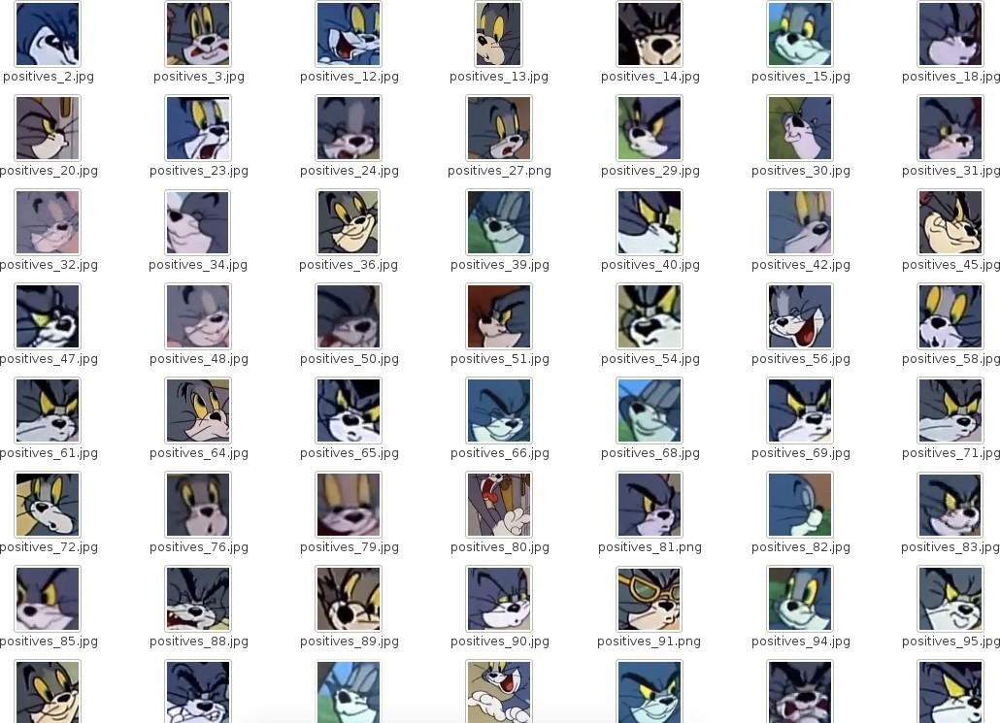 positives_2.jpg positives_3.jpg positives_12.jpg positives_13.jpg positives_14.jpg positives_15.jpg positives_18.jpg
positives_20.jpg positives_23.jpg positives_24.jpg positives_27.png positives_29.jpg positives_30.jpg positives_31.jpg
positives_32.jpg positives_34.jpg positives_36.jpg positives_39.jpg positives_40.jpg positives_42.jpg positives_45.jpg
positives_47.jpg positives_48.jpg positives_50.jpg positives_51.jpg positives_54.jpg positives_56.jpg positives_58.jpg
positives_61.jpg positives_64.jpg positives_65.jpg positives_66.jpg positives_68.jpg positives_69.jpg positives_71.jpg
positives_72.jpg positives_76.jpg positives_79.jpg positives_80.jpg positives_81.png positives_82.jpg positives_83.jpg
positives_85.jpg positives_88.jpg positives_89.jpg positives_90.jpg positives_91.png positives_94.jpg positives_95.jpg